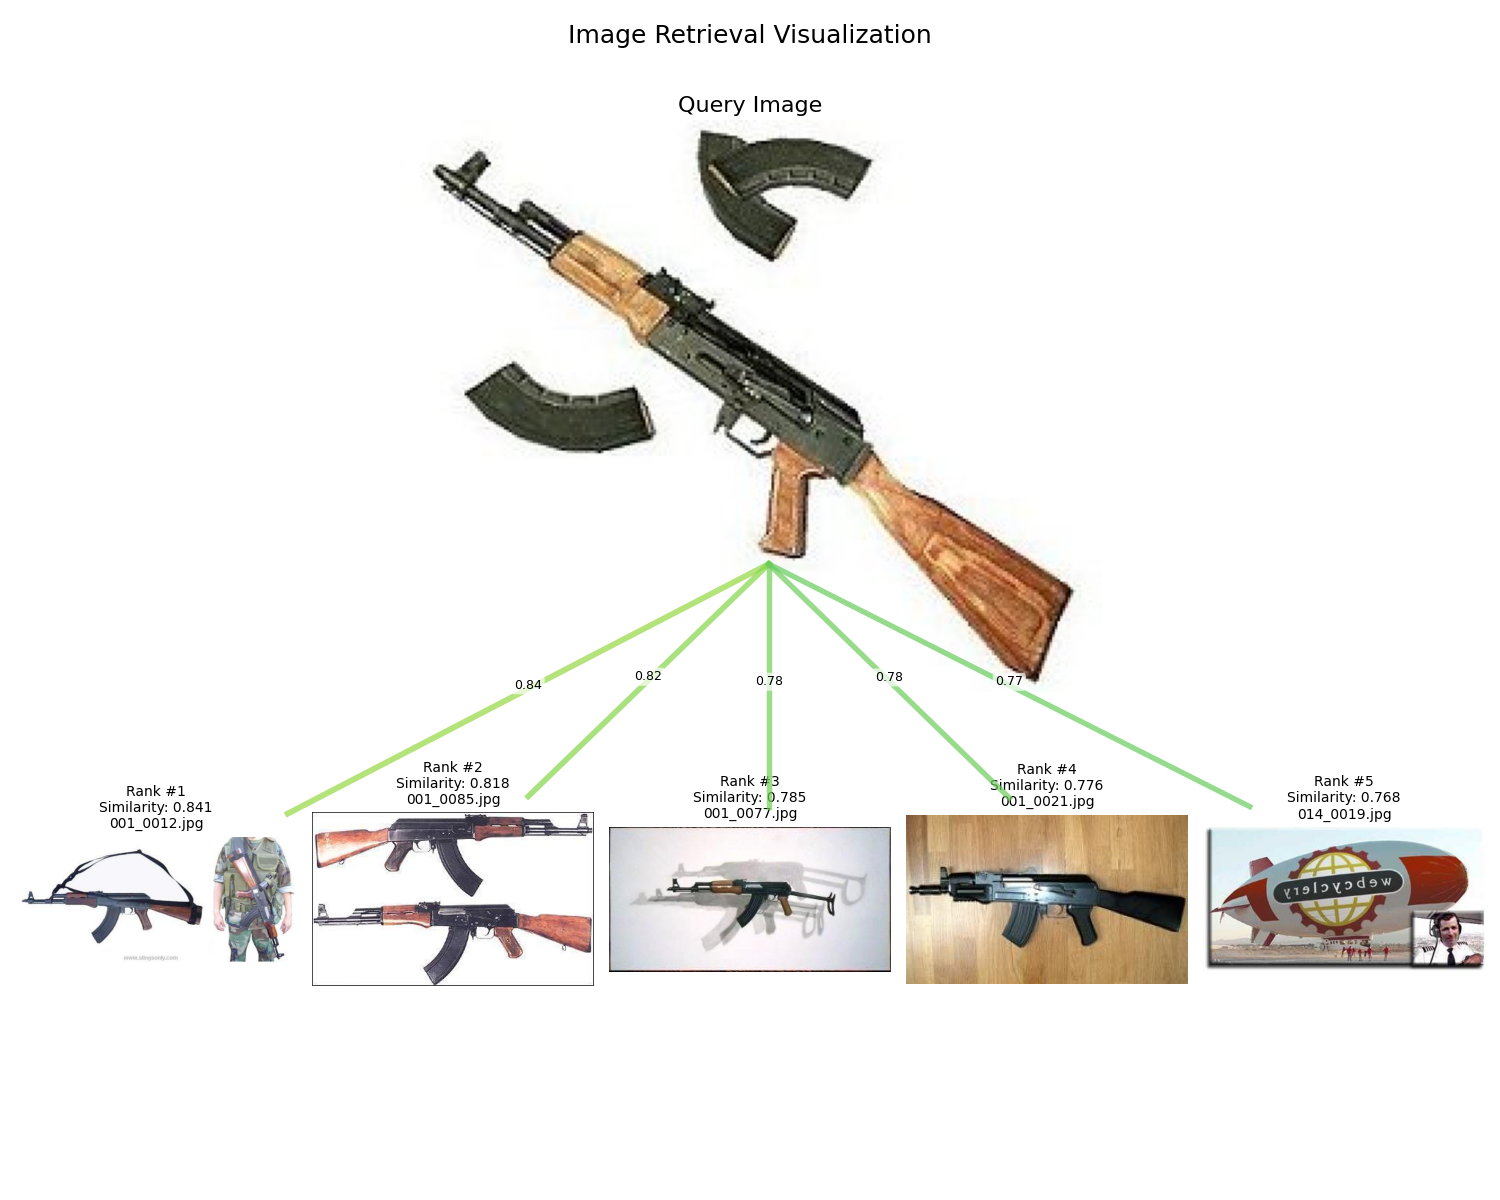 Image Retrieval Visualization
Query Image
0.84
0.82
0.78
0.78
0.77
Rank #1
Similarity: 0.841
001_0012.jpg
Rank #2
Similarity: 0.818
001_0085.jpg
Rank #3
Similarity: 0.785
001_0077.jpg
Rank #4
Similarity: 0.776
001_0021.jpg
Rank #5
Similarity: 0.768
014_0019.jpg
webcyclery